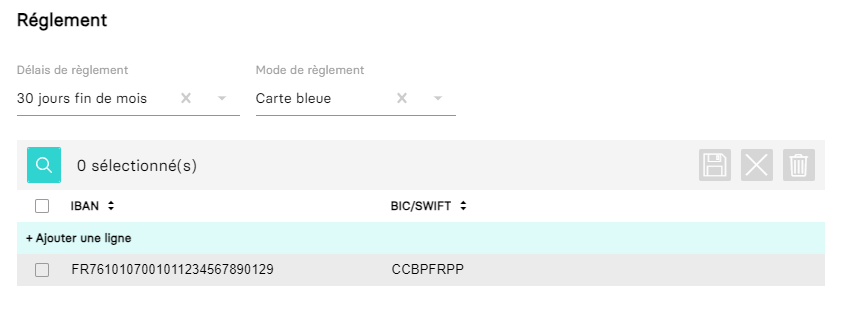 Réglement
Délais de règlement Mode de règlement
30 jours fin de mois Carte bleue
0 sélectionné(s)
IBAN BIC/SWIFT
+ Ajouter une ligne
FR7610107001011234567890129 CCBPFRPP